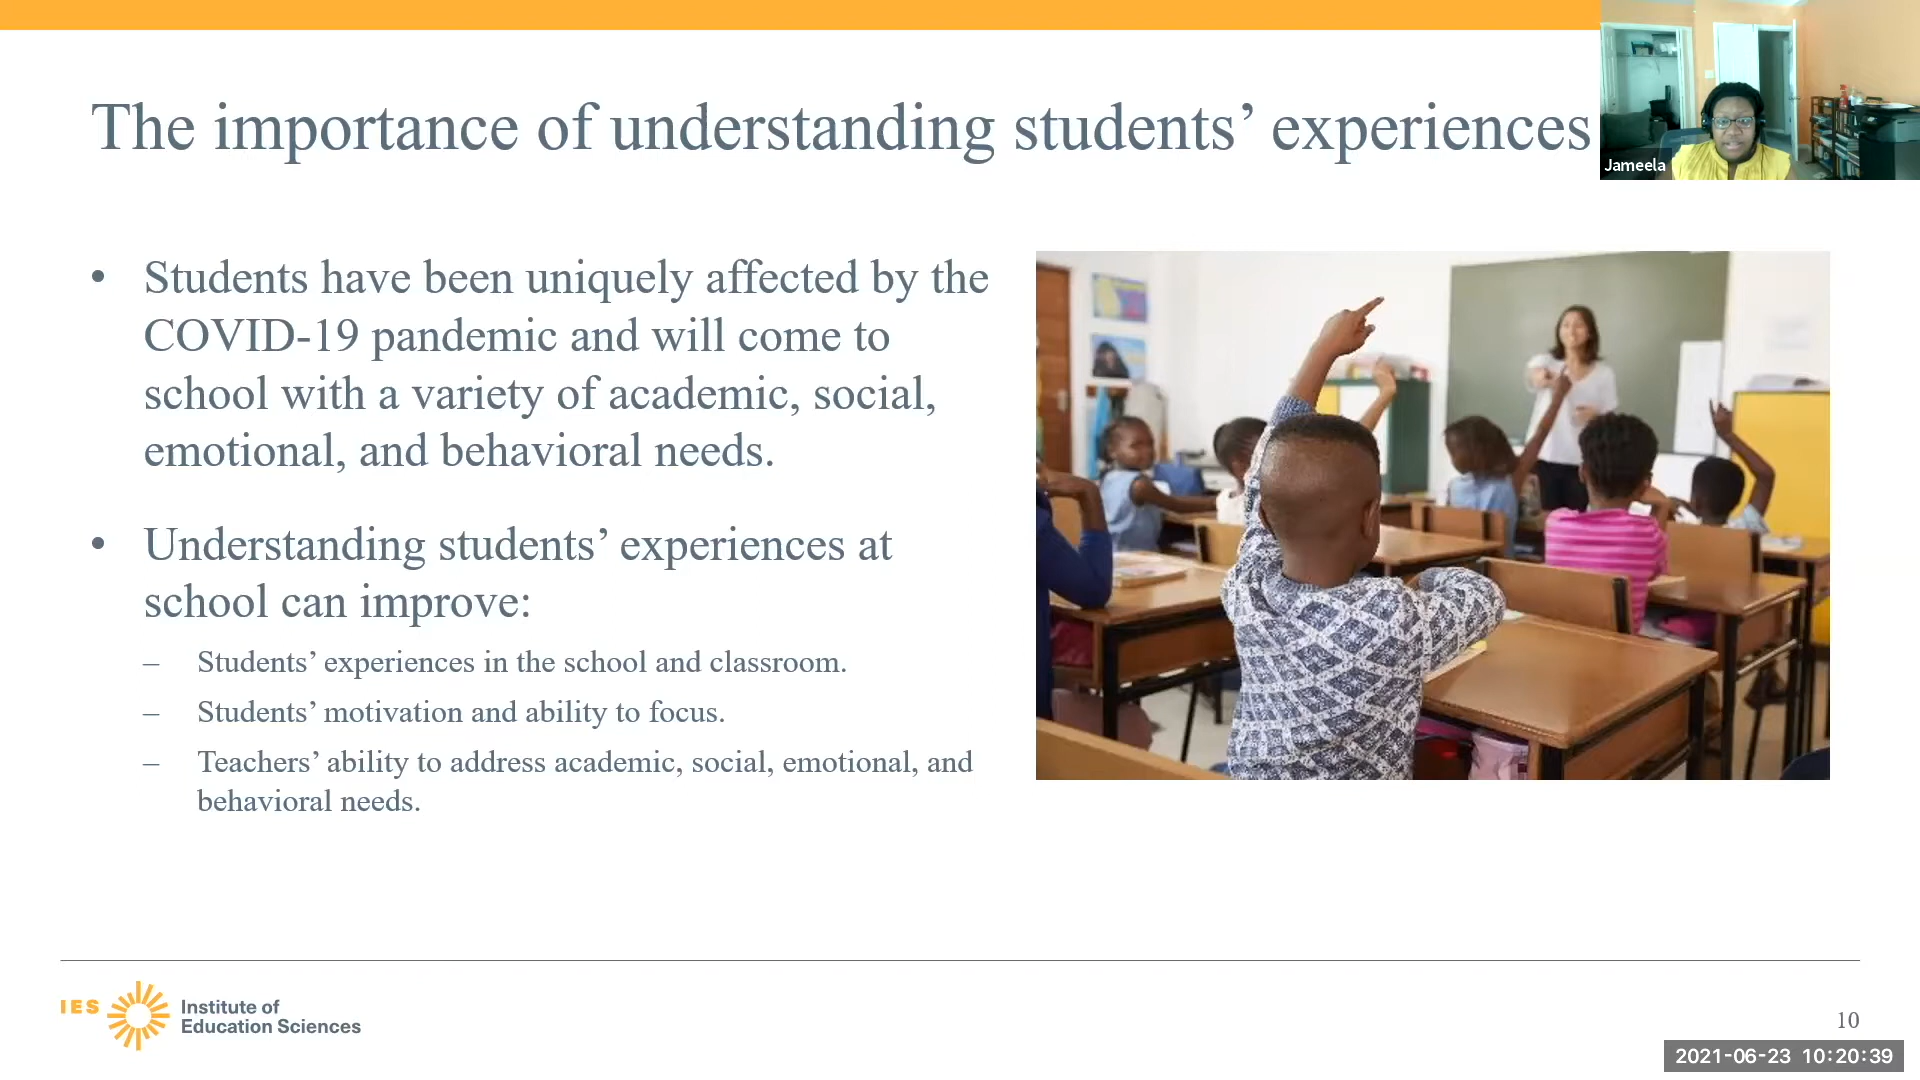 The importance of understanding students’ experiences
Jameela
• Students have been uniquely affected by the
COVID-19 pandemic and will come to
school with a variety of academic, social,
emotional, and behavioral needs.
• Understanding students’ experiences at
school can improve:
– Students’ experiences in the school and classroom.
– Students’ motivation and ability to focus.
– Teachers’ ability to address academic, social, emotional, and
behavioral needs.
IES
Institute of
Education Sciences
10
2021-06-23 10:20:39